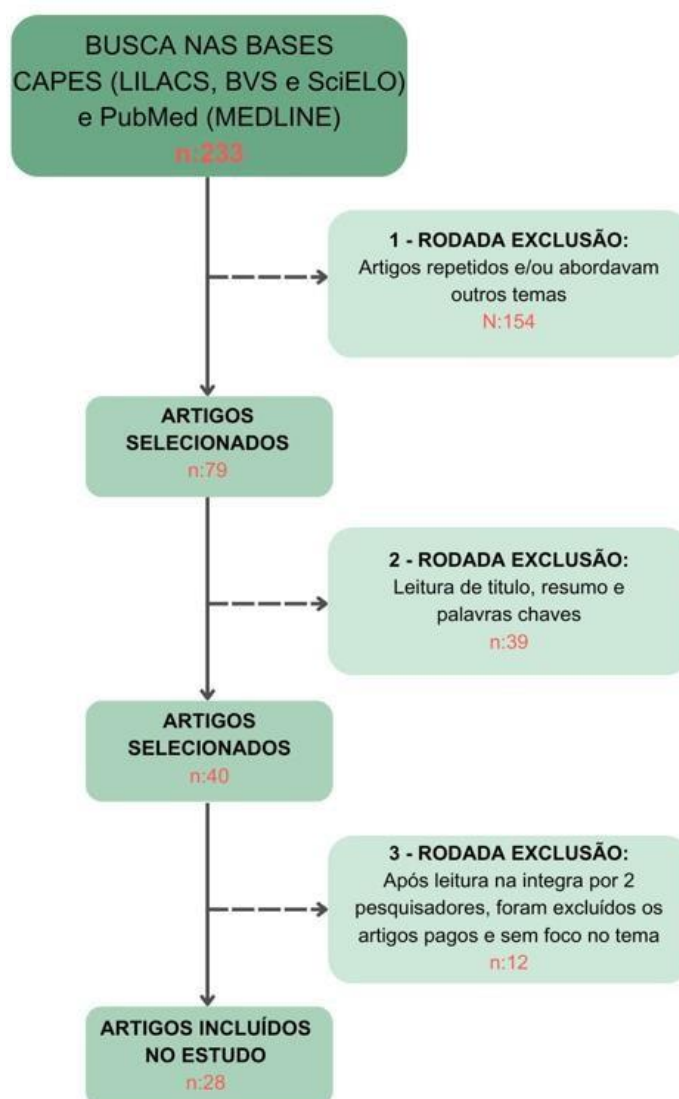 BUSCA NAS BASES
CAPES (LILACS, BVS e SciELO)
e PubMed (MEDLINE)
n:233
1 - RODADA EXCLUSÃO:
Artigos repetidos e/ou abordavam
outros temas
N:154
ARTIGOS
SELECIONADOS
n:79
2 - RODADA EXCLUSÃO:
Leitura de titulo, resumo e
palavras chaves
n:39
ARTIGOS
SELECIONADOS
n:40
3 - RODADA EXCLUSÃO:
Após leitura na integra por 2
pesquisadores, foram excluídos os
artigos pagos e sem foco no tema
n:12
ARTIGOS INCLUÍDOS
NO ESTUDO
n:28